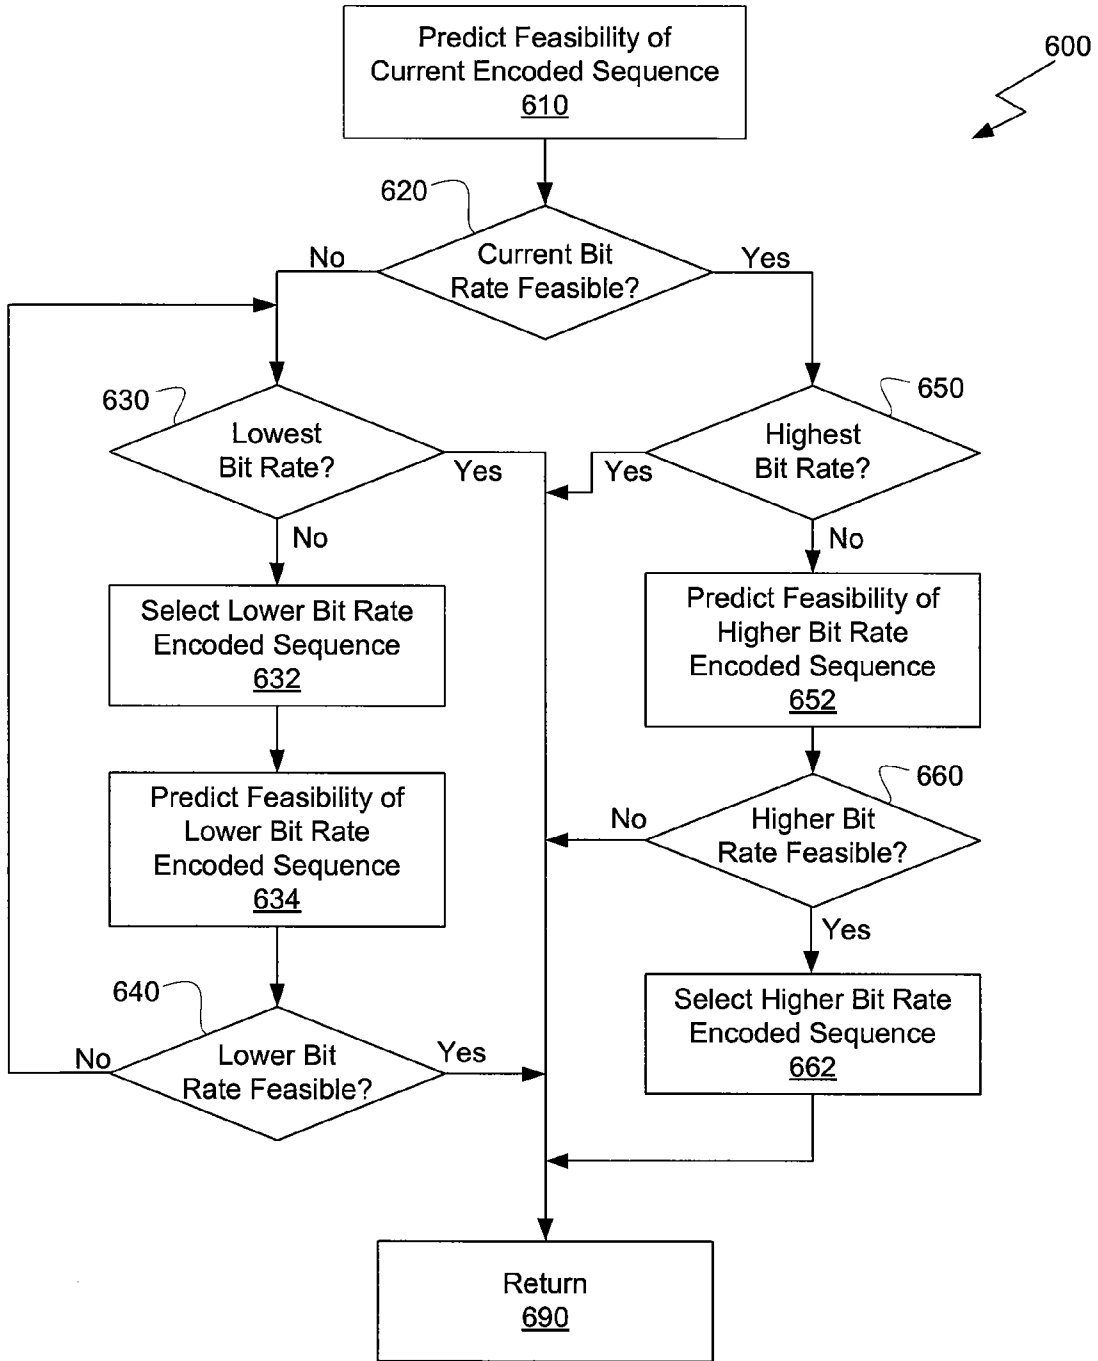 Predict Feasibility of
Current Encoded Sequence
610
600
620
Current Bit
Rate Feasible?
No
Yes
630
Lowest
Bit Rate?
Yes
No
650
Highest
Bit Rate?
Yes
No
Select Lower Bit Rate
Encoded Sequence
632
Predict Feasibility of
Higher Bit Rate
Encoded Sequence
652
Predict Feasibility of
Lower Bit Rate
Encoded Sequence
634
660
Higher Bit
Rate Feasible?
No
Yes
640
Lower Bit
Rate Feasible?
No
Yes
Select Higher Bit Rate
Encoded Sequence
662
Return
690